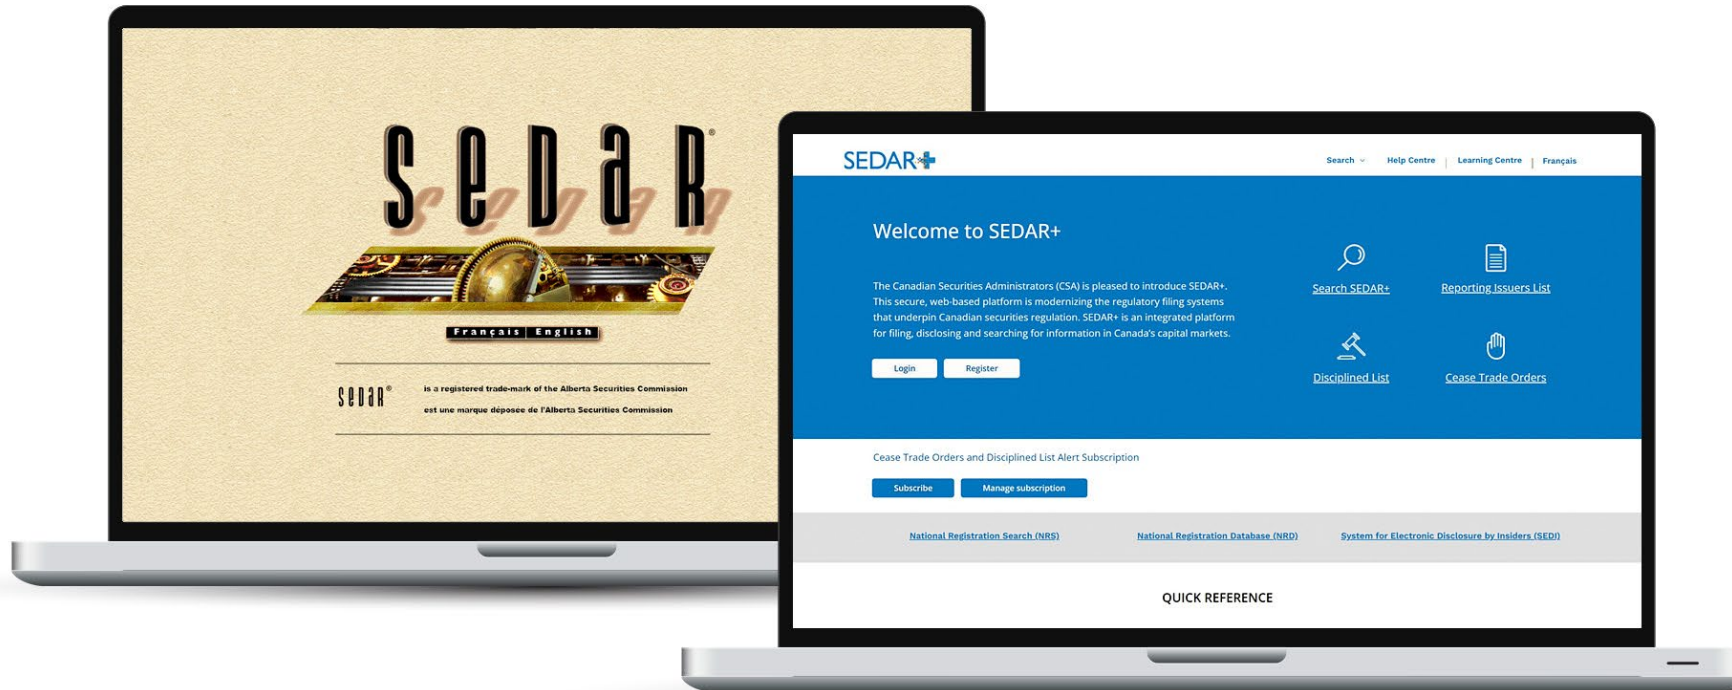 SEDAR®
SEDAR
Français | English
SEDAR®
is a registered trade-mark of the Alberta Securities Commission
est une marque déposée de l'Alberta Securities Commission
SEDAR+
Search
Help Centre | Learning Centre | Français
Welcome to SEDAR+
The Canadian Securities Administrators (CSA) is pleased to introduce SEDAR+.
This secure, web-based platform is modernizing the regulatory filing systems
that underpin Canadian securities regulation. SEDAR+ is an integrated platform
for filing, disclosing and searching for information in Canada's capital markets.
Login
Register
Search SEDAR+
Reporting Issuers List
Disciplined List
Cease Trade Orders
Cease Trade Orders and Disciplined List Alert Subscription
Subscribe
Manage subscription
National Registration Search (NRS)
National Registration Database (NRD)
System for Electronic Disclosure by Insiders (SEDI)
QUICK REFERENCE